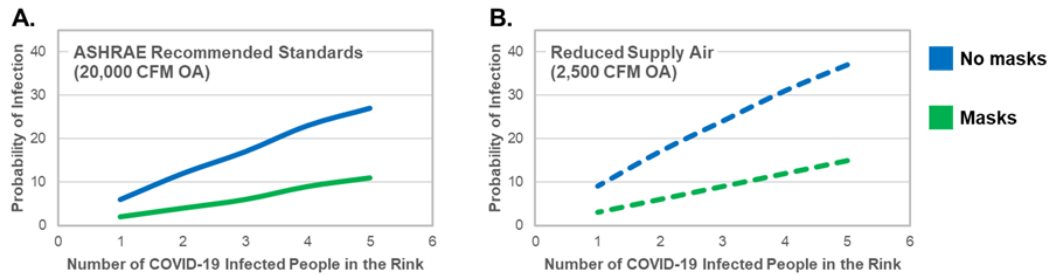 A.
ASHRAE Recommended Standards
(20,000 CFM OA)
Probability of Infection
40
30
20
10
0
0 1 2 3 4 5 6
Number of COVID-19 Infected People in the Rink
B.
Reduced Supply Air
(2,500 CFM OA)
Probability of Infection
40
30
20
10
0
0 1 2 3 4 5 6
Number of COVID-19 Infected People in the Rink
No masks
Masks